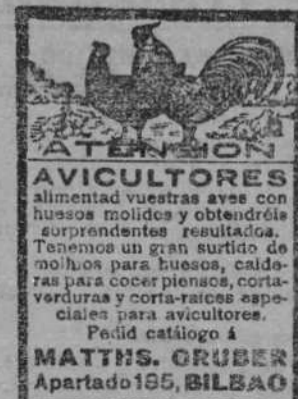 ATENCION
AVICULTORES
alimentad vuestras aves con
huesos molidos y obtendréis
sorprendentes resultados.
Tenemos un gran surtido de
molinos para huesos, calde-
ras para cocer piensos, corta-
verduras y corta-raíces espe-
ciales para avicultores.
Pedid catálogo á
MATTHS. GRUBER
Apartado 185, BILBAO